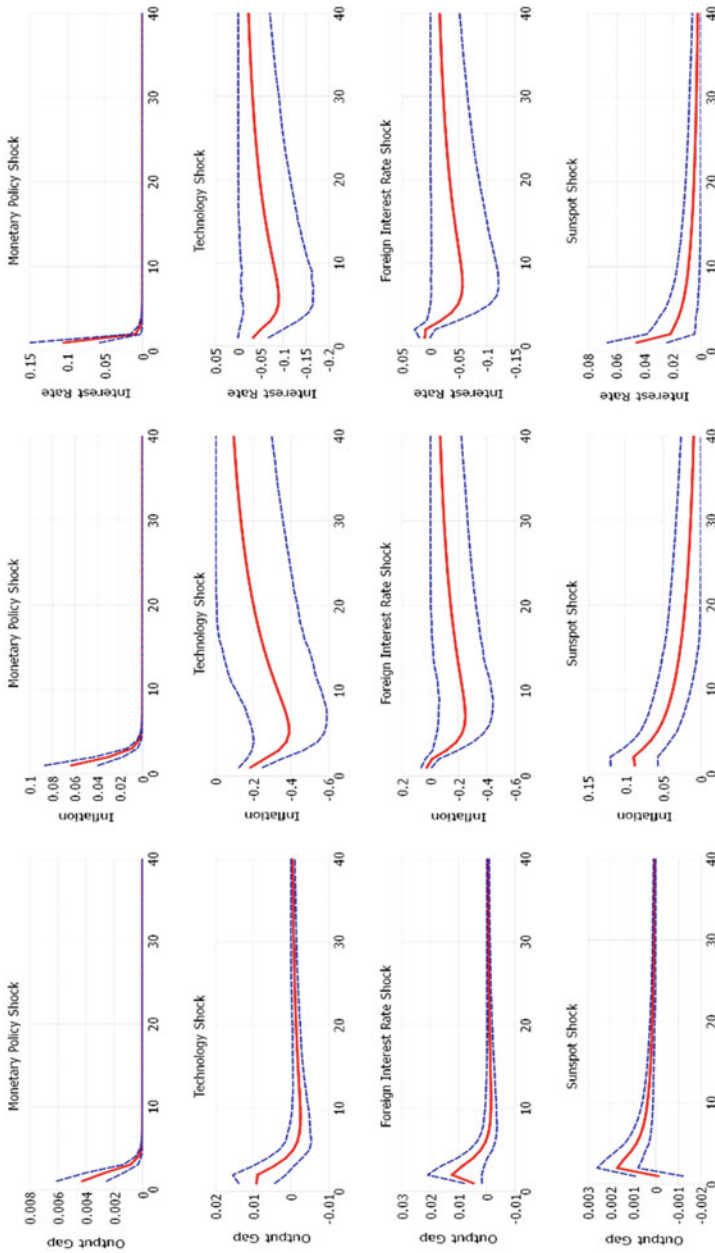 Monetary Policy Shock
Output Gap
0.008
0.006
0.004
0.002
0
0 10 20 30 40
Monetary Policy Shock
Inflation
0.1
0.08
0.06
0.04
0.02
0
0 10 20 30 40
Monetary Policy Shock
Interest Rate
0.15
0.1
0.05
0
0 10 20 30 40
Technology Shock
Output Gap
0.02
0.01
0
-0.01
0 10 20 30 40
Technology Shock
Inflation
0
-0.2
-0.4
-0.6
0 10 20 30 40
Technology Shock
Interest Rate
0.05
0
-0.05
-0.1
-0.15
-0.2
0 10 20 30 40
Foreign Interest Rate Shock
Output Gap
0.03
0.02
0.01
0
-0.01
0 10 20 30 40
Foreign Interest Rate Shock
Inflation
0.2
0
-0.2
-0.4
-0.6
0 10 20 30 40
Foreign Interest Rate Shock
Interest Rate
0.05
0
-0.05
-0.1
-0.15
0 10 20 30 40
Sunspot Shock
Output Gap
0.003
0.002
0.001
0
-0.001
-0.002
0 10 20 30 40
Sunspot Shock
Inflation
0.15
0.1
0.05
0
0 10 20 30 40
Sunspot Shock
Interest Rate
0.08
0.06
0.04
0.02
0
0 10 20 30 40